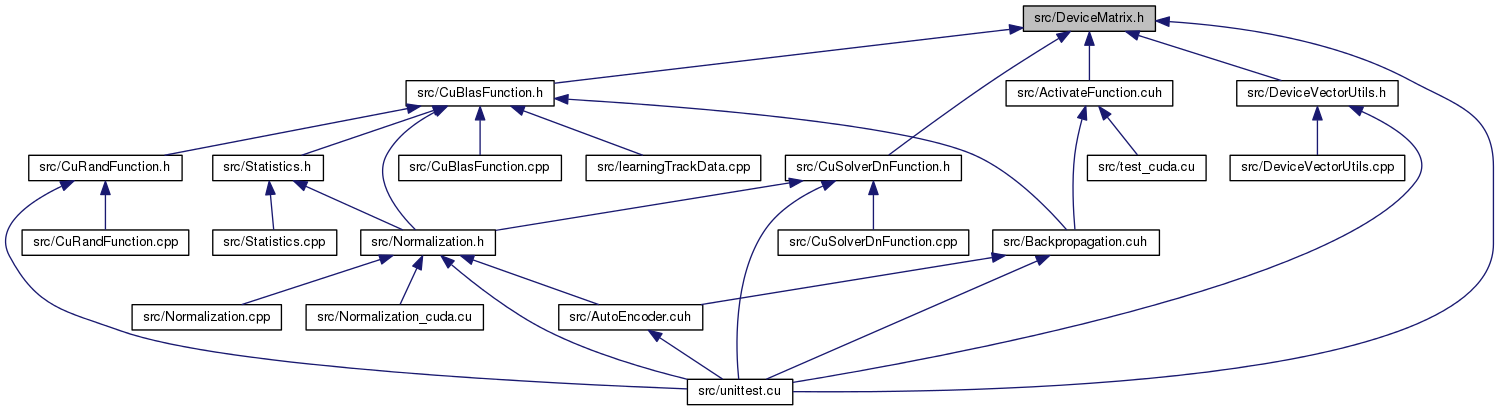 src/DeviceMatrix.h
src/CuBlasFunction.h
src/ActivateFunction.cuh
src/DeviceVectorUtils.h
src/CuRandFunction.h
src/Statistics.h
src/CuBlasFunction.cpp
src/learningTrackData.cpp
src/CuSolverDnFunction.h
src/test_cuda.cu
src/DeviceVectorUtils.cpp
src/CuRandFunction.cpp
src/Statistics.cpp
src/Normalization.h
src/CuSolverDnFunction.cpp
src/Backpropagation.cuh
src/Normalization.cpp
src/Normalization_cuda.cu
src/AutoEncoder.cuh
src/unittest.cu